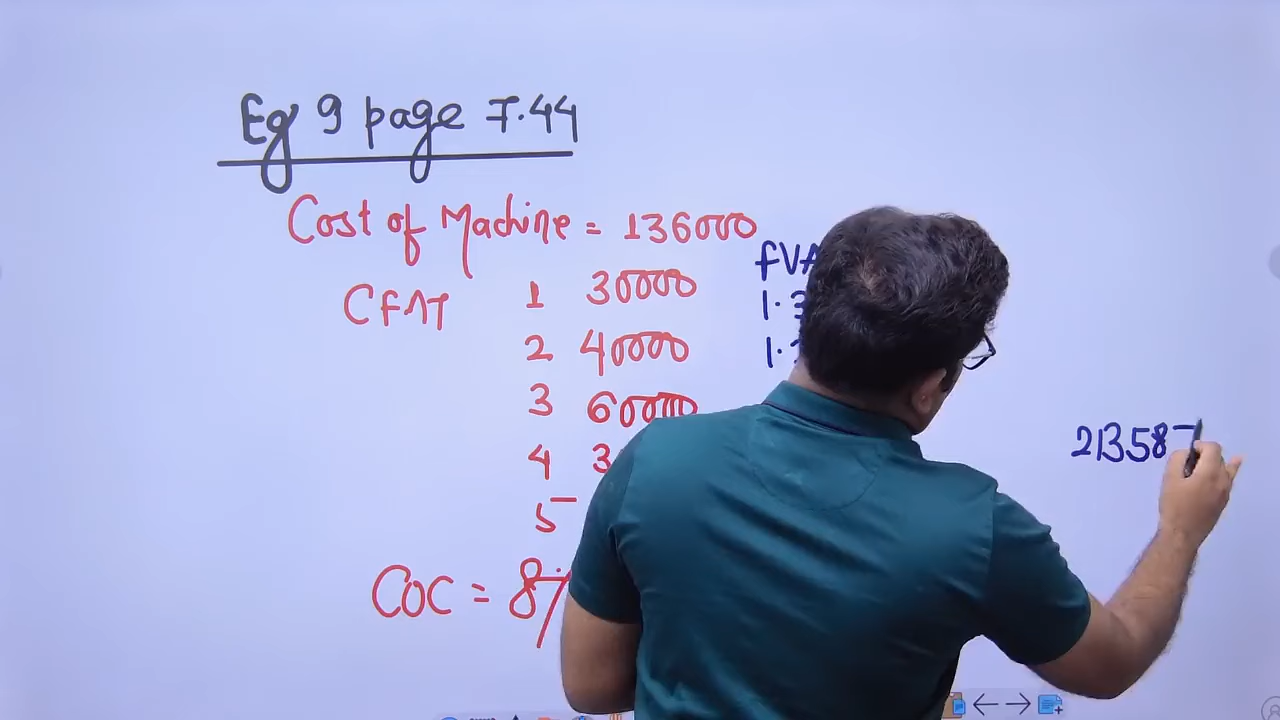 Eg 9 page 7.44
Cost of Machine = 136000
CFAT 1 30000
2 40000
3 60000
4 3
5
COC = 8%
FVA
1.3
1.
213587